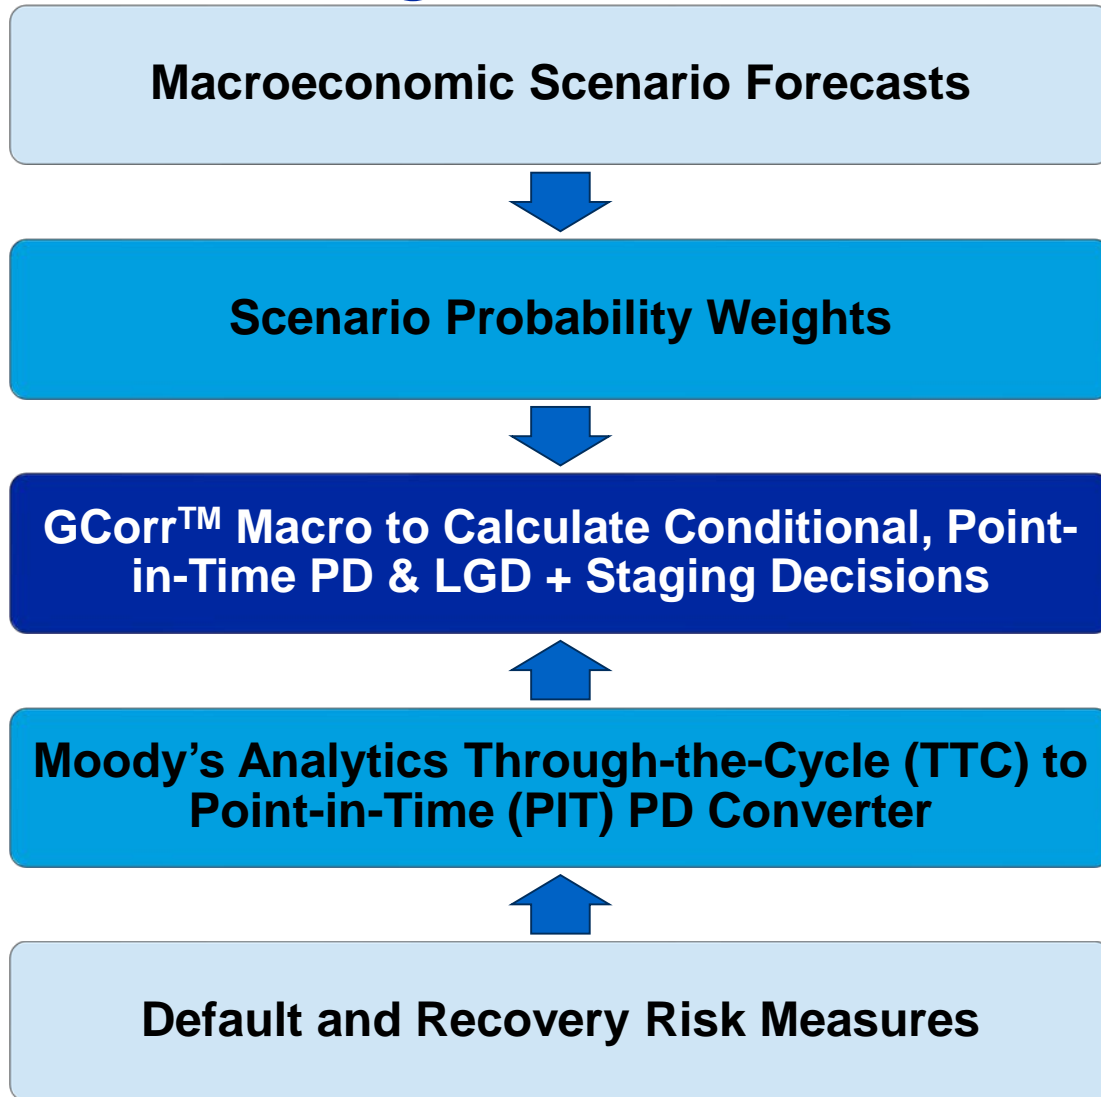 Macroeconomic Scenario Forecasts
Scenario Probability Weights
GCorr™ Macro to Calculate Conditional, Point-
in-Time PD & LGD + Staging Decisions
Moody’s Analytics Through-the-Cycle (TTC) to
Point-in-Time (PIT) PD Converter
Default and Recovery Risk Measures